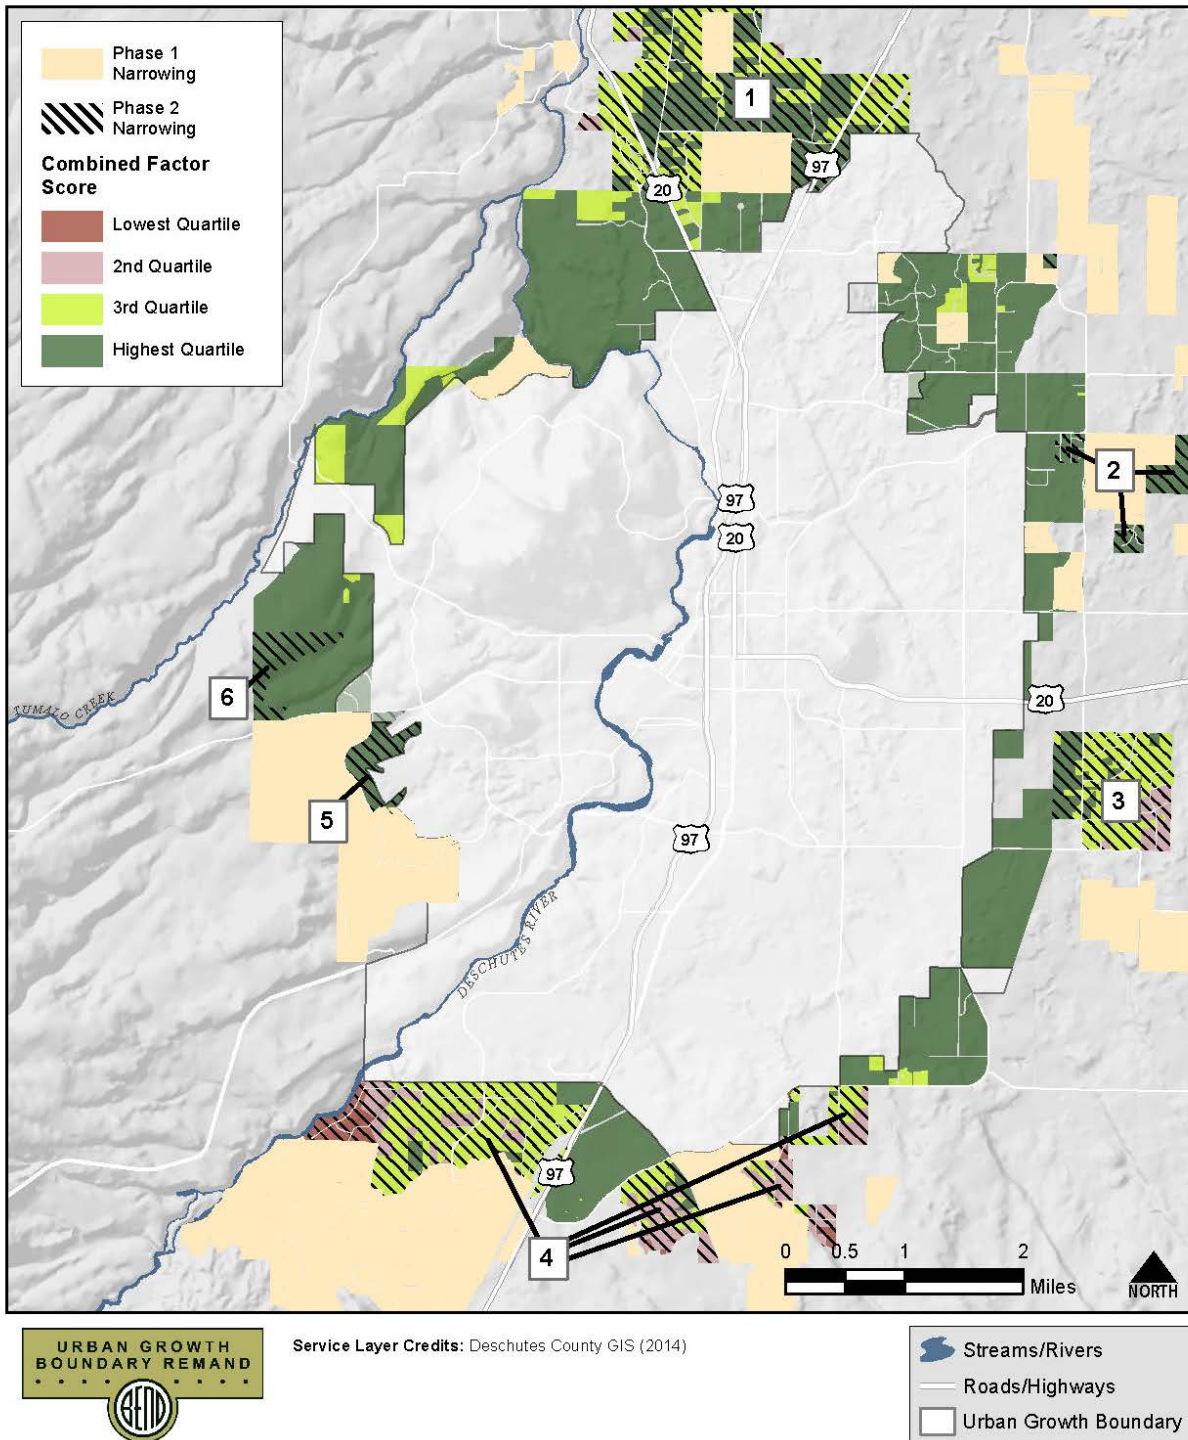 Phase 1
Narrowing
Phase 2
Narrowing
Combined Factor
Score
Lowest Quartile
2nd Quartile
3rd Quartile
Highest Quartile
1
97
20
2
97
20
6
TUMALO CREEK
20
3
5
97
DESCHUTES RIVER
97
4
0 0.5 1 2
Miles
NORTH
URBAN GROWTH
BOUNDARY REMAND
BEND
Service Layer Credits: Deschutes County GIS (2014)
Streams/Rivers
Roads/Highways
Urban Growth Boundary